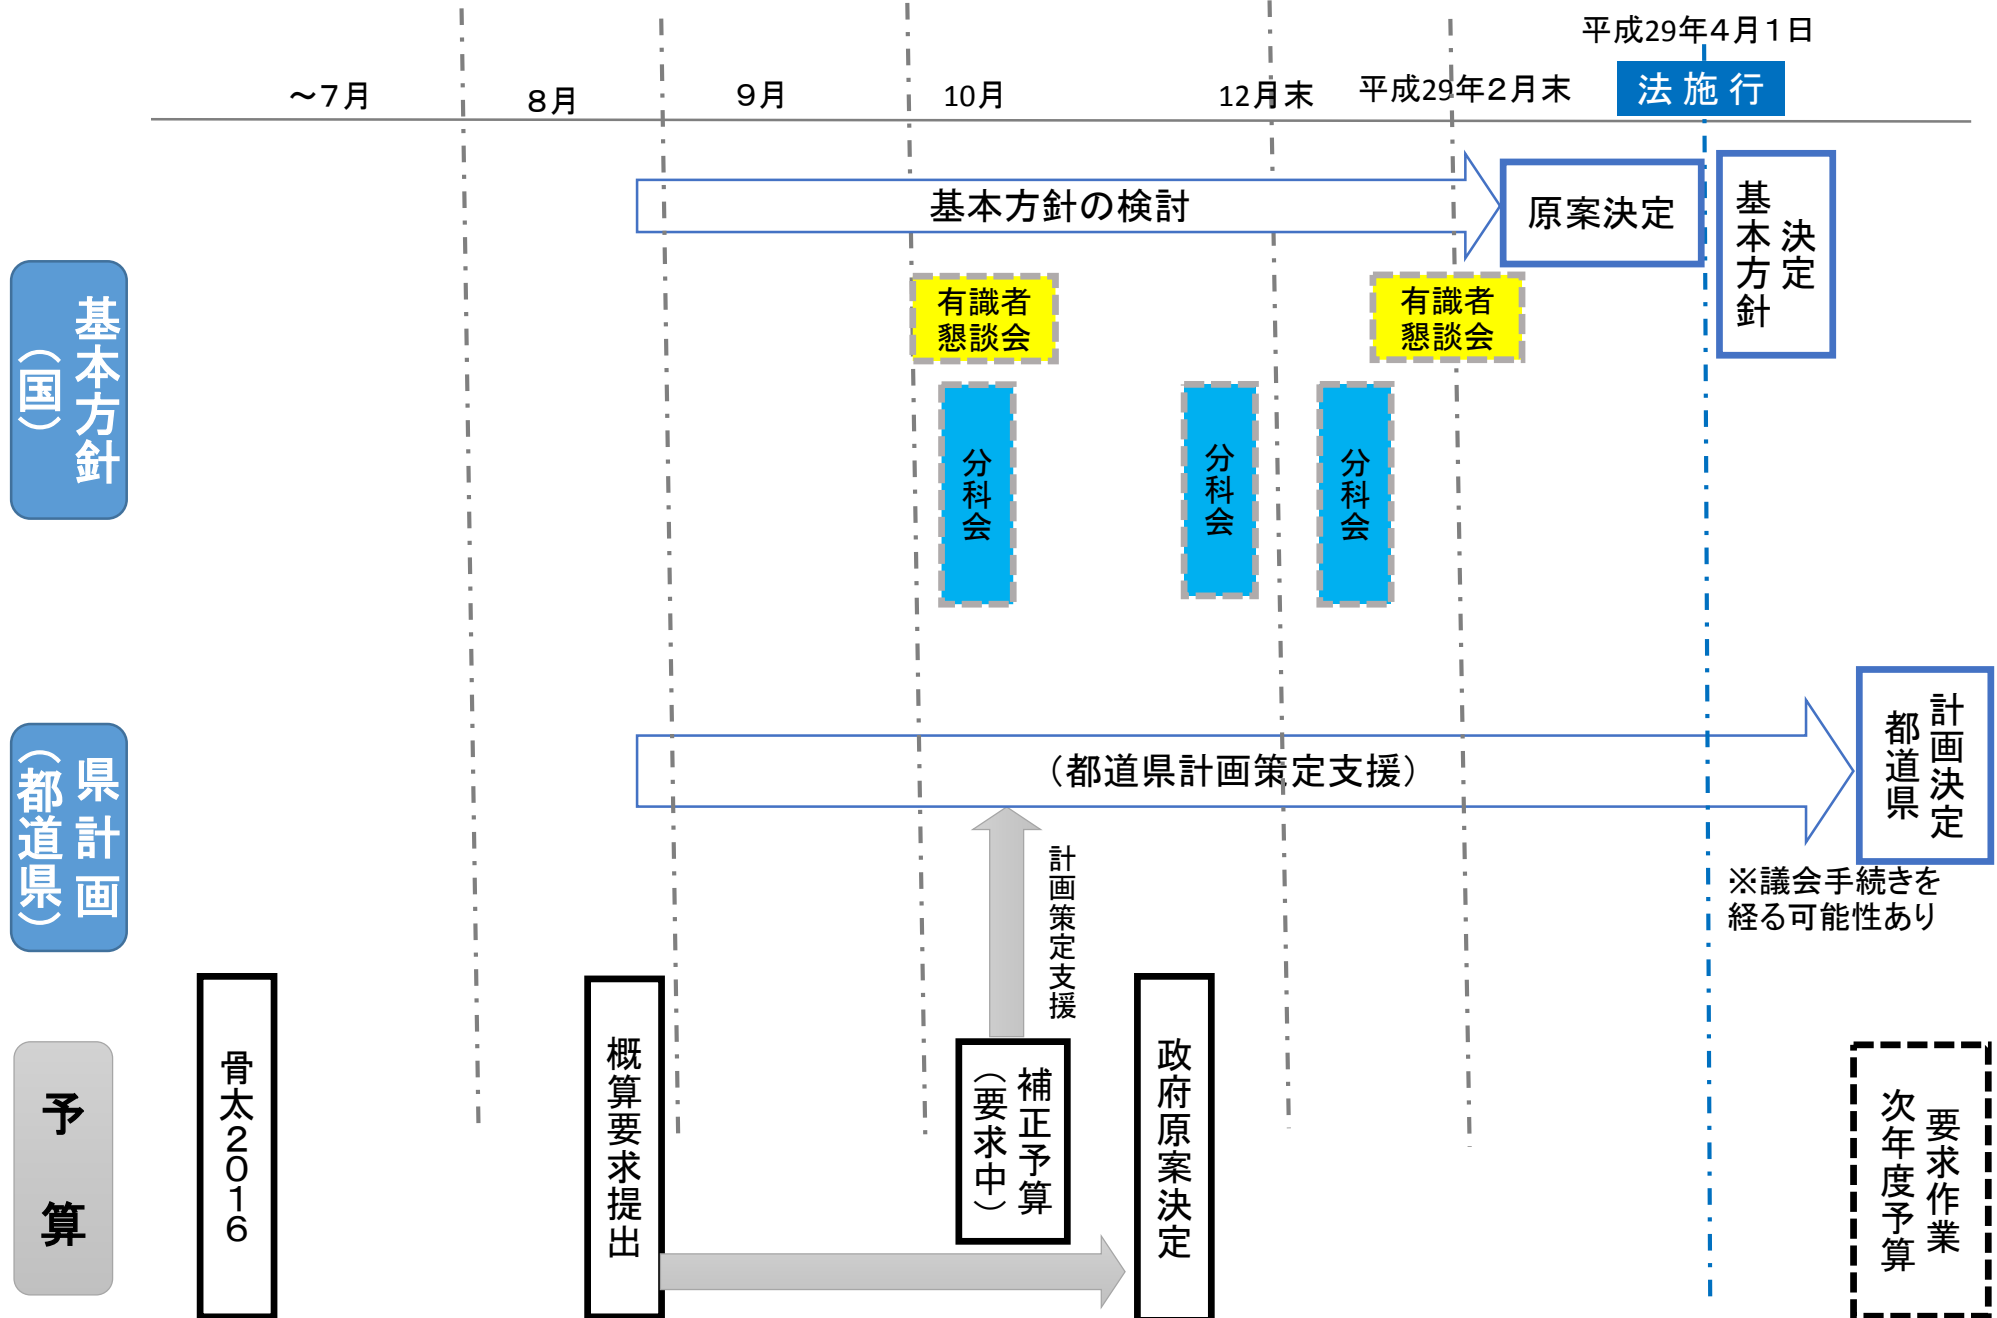 平成29年４月１日
法 施 行
～７月
８月
９月
10月
12月末
平成29年２月末
基本方針の検討
原案決定
基本方針
決定
基本方針
（国）
有識者
懇談会
有識者
懇談会
分科会
分科会
分科会
県計画
（都道県）
（都道県計画策定支援）
都道県
計画決定
※議会手続きを
経る可能性あり
計画策定支援
予算
骨太２０１６
概算要求提出
補正予算
（要求中）
政府原案決定
次年度予算
要求作業